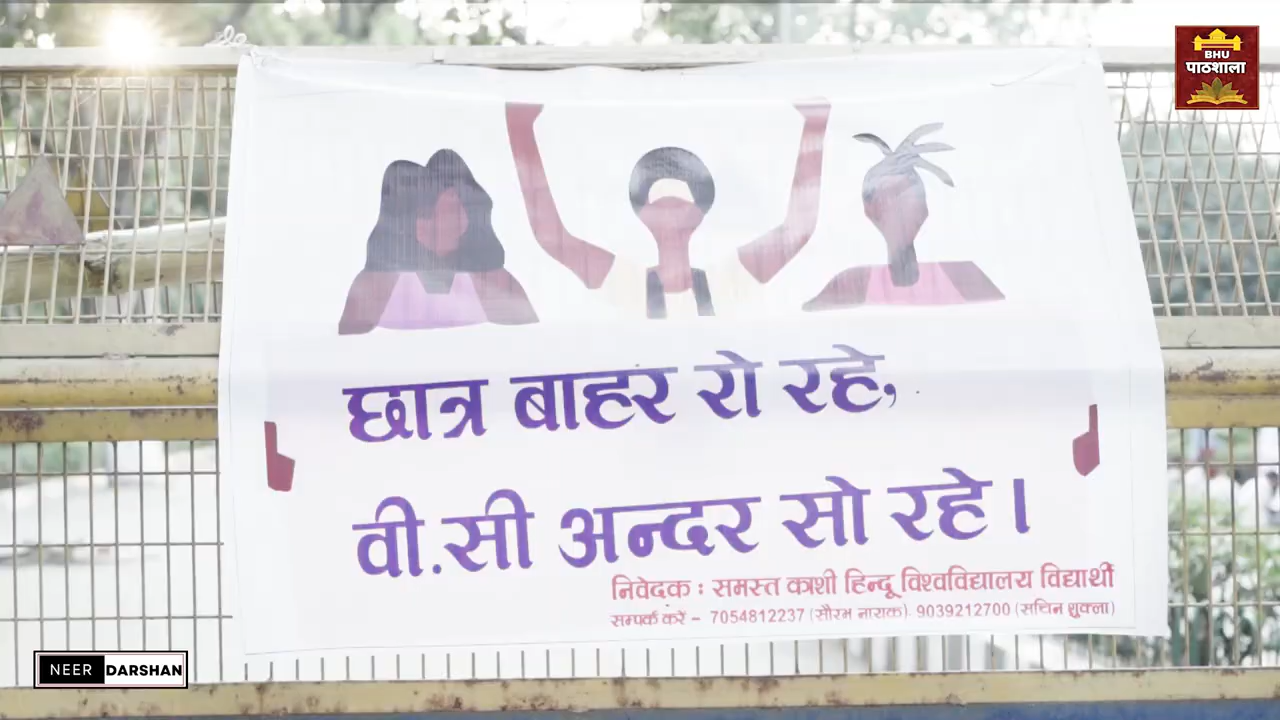 BHU
पाठशाला
छात्र बाहर रो रहे,
वी.सी अन्दर सो रहे।
निवेदक : समस्त काशी हिन्दू विश्वविद्यालय विद्यार्थी
सम्पर्क करें – 7054812237 (सौरभ नायक) 9039212700 (सचिन शुक्ला)
NEER DARSHAN